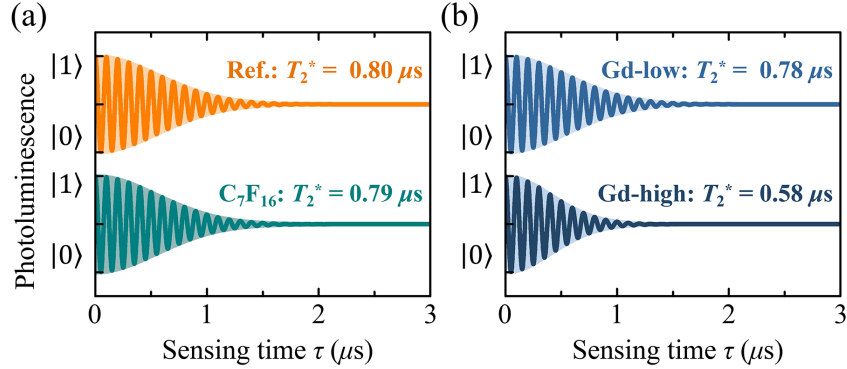 (a)
(b)
Photoluminescence
|1⟩
|0⟩
|1⟩
|0⟩
Ref.: T₂* = 0.80 μs
C₇F₁₆: T₂* = 0.79 μs
0 1 2 3
Sensing time τ (μs)
|1⟩
|0⟩
|1⟩
|0⟩
Gd-low: T₂* = 0.78 μs
Gd-high: T₂* = 0.58 μs
0 1 2 3
Sensing time τ (μs)